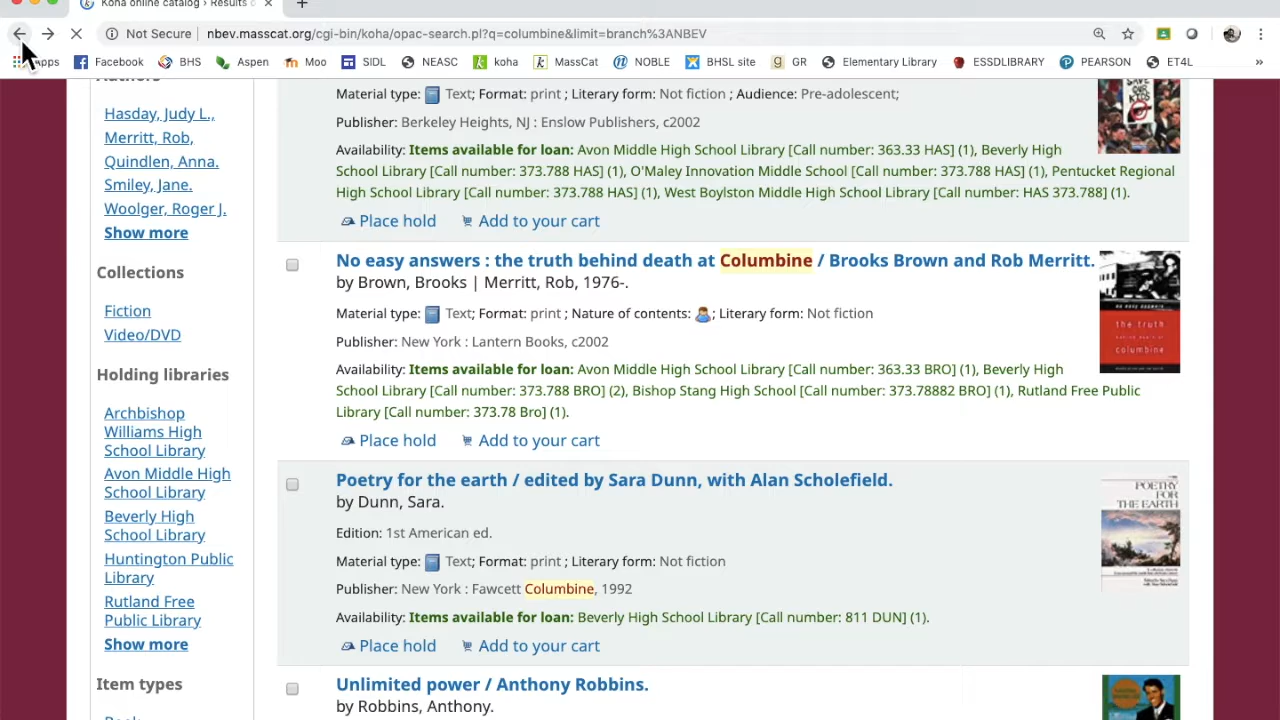 Koha online catalog › Results o
Not Secure
nbev.masscat.org/cgi-bin/koha/opac-search.pl?q=columbine&limit=branch%3ANBEV
Apps
Facebook
BHS
Aspen
Moo
SIDL
NEASC
koha
MassCat
NOBLE
BHSL site
GR
Elementary Library
ESSDLIBRARY
PEARSON
ET4L
»
Authors
Hasday, Judy L.,
Merritt, Rob,
Quindlen, Anna.
Smiley, Jane.
Woolger, Roger J.
Show more
Collections
Fiction
Video/DVD
Holding libraries
Archbishop
Williams High
School Library
Avon Middle High
School Library
Beverly High
School Library
Huntington Public
Library
Rutland Free
Public Library
Show more
Item types
Book
Material type: Text; Format: print ; Literary form: Not fiction ; Audience: Pre-adolescent;
Publisher: Berkeley Heights, NJ : Enslow Publishers, c2002
Availability: Items available for loan: Avon Middle High School Library [Call number: 363.33 HAS] (1), Beverly High
School Library [Call number: 373.788 HAS] (1), O'Maley Innovation Middle School [Call number: 373.788 HAS] (1), Pentucket Regional
High School Library [Call number: 373.788 HAS] (1), West Boylston Middle High School Library [Call number: HAS 373.788] (1).
Place hold
Add to your cart
No easy answers : the truth behind death at Columbine / Brooks Brown and Rob Merritt.
by Brown, Brooks | Merritt, Rob, 1976-.
Material type: Text; Format: print ; Nature of contents: ; Literary form: Not fiction
Publisher: New York : Lantern Books, c2002
Availability: Items available for loan: Avon Middle High School Library [Call number: 363.33 BRO] (1), Beverly High
School Library [Call number: 373.788 BRO] (2), Bishop Stang High School [Call number: 373.78882 BRO] (1), Rutland Free Public
Library [Call number: 373.78 Bro] (1).
Place hold
Add to your cart
the truth
columbine
Poetry for the earth / edited by Sara Dunn, with Alan Scholefield.
by Dunn, Sara.
Edition: 1st American ed.
Material type: Text; Format: print ; Literary form: Not fiction
Publisher: New York : Fawcett Columbine, 1992
Availability: Items available for loan: Beverly High School Library [Call number: 811 DUN] (1).
Place hold
Add to your cart
POETRY
FOR
THE EARTH
Unlimited power / Anthony Robbins.
by Robbins, Anthony.